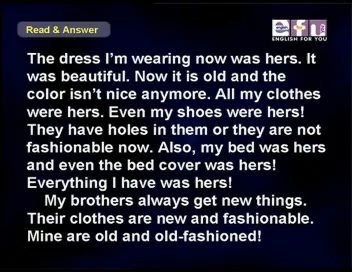 Read & Answer
efu
ENGLISH FOR YOU
The dress I'm wearing now was hers. It
was beautiful. Now it is old and the
color isn't nice anymore. All my clothes
were hers. Even my shoes were hers!
They have holes in them or they are not
fashionable now. Also, my bed was hers
and even the bed cover was hers!
Everything I have was hers!
My brothers always get new things.
Their clothes are new and fashionable.
Mine are old and old-fashioned!